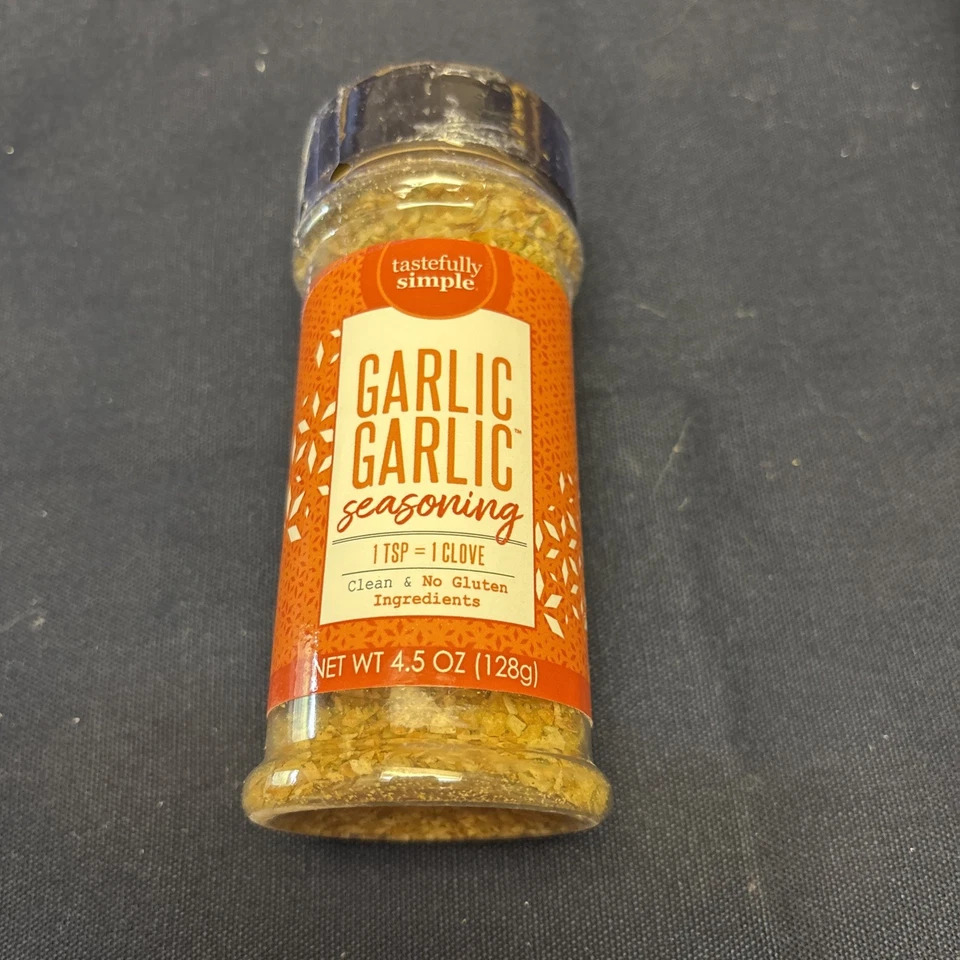 tastefully
simple
GARLIC
GARLIC™
seasoning
1 TSP = 1 CLOVE
Clean & No Gluten
Ingredients
NET WT 4.5 OZ (128g)